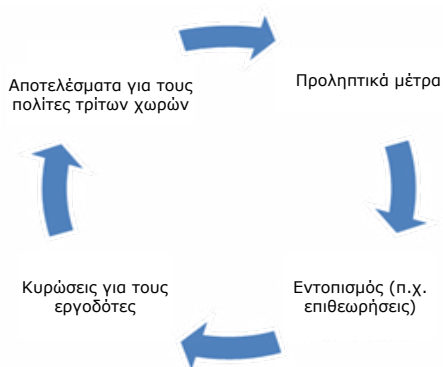 Αποτελέσματα για τους
πολίτες τρίτων χωρών
Προληπτικά μέτρα
Κυρώσεις για τους
εργοδότες
Εντοπισμός (π.χ.
επιθεωρήσεις)